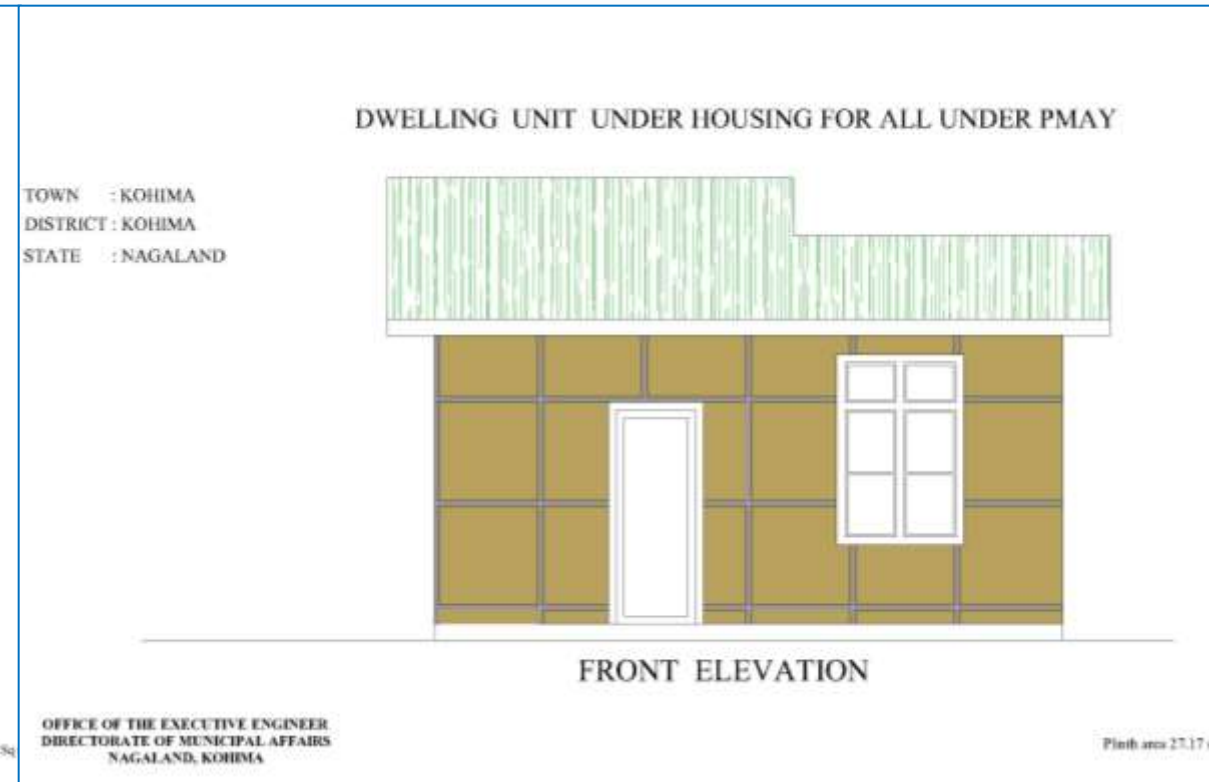 DWELLING UNIT UNDER HOUSING FOR ALL UNDER PMAY
TOWN : KOHIMA
DISTRICT : KOHIMA
STATE : NAGALAND
FRONT ELEVATION
OFFICE OF THE EXECUTIVE ENGINEER
DIRECTORATE OF MUNICIPAL AFFAIRS
NAGALAND, KOHIMA
Sq
Plinth area 27.17